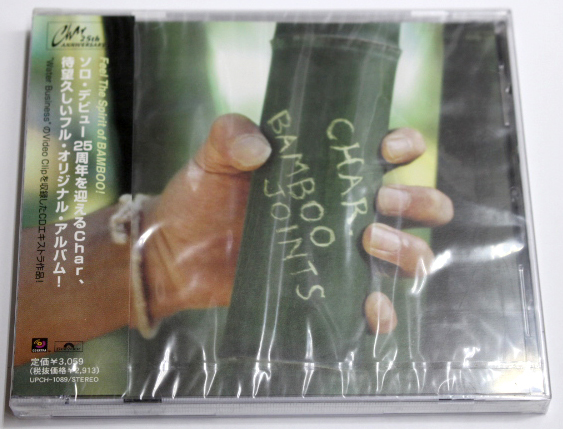 Char 25th
ANNIVERSARY
Feel The Spirit of BAMBOO!
ソロ・デビュー25周年を迎えるChar、
待望久しいフル・オリジナル・アルバム!
"Water Business"のVideo Clipを収録したCDエキストラ作品!
CHAR
BAMBOO
JOINTS
定価¥3,059
(税抜価格¥2,913)
UPCH-1089/STEREO